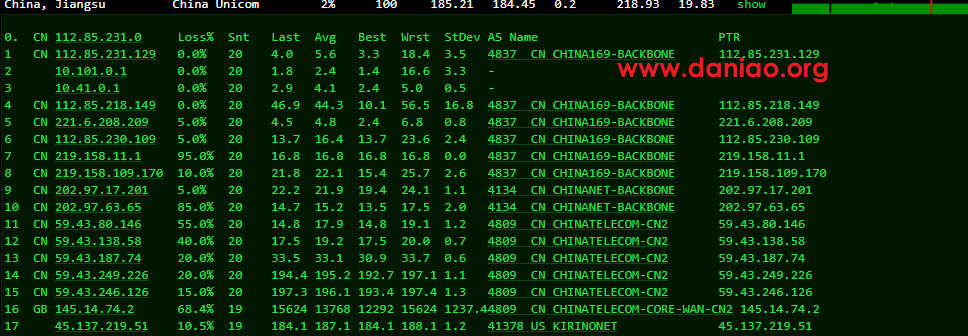 China, Jiangsu China Unicom 2% 100 185.21 184.45 0.2 218.93 19.83 show
0. CN 112.85.231.0 Loss% Snt Last Avg Best Wrst StDev AS Name PTR
1 CN 112.85.231.129 0.0% 20 4.0 5.6 3.3 18.4 3.5 4837 CN CHINA169-BACKBONE 112.85.231.129
2 10.101.0.1 0.0% 20 1.8 2.4 1.4 16.6 3.3 -
www.daniao.org
3 10.41.0.1 0.0% 20 2.9 4.1 2.4 5.0 0.5 -
4 CN 112.85.218.149 0.0% 20 46.9 44.3 10.1 56.5 16.8 4837 CN CHINA169-BACKBONE 112.85.218.149
5 CN 221.6.208.209 5.0% 20 4.5 4.8 2.4 6.8 0.8 4837 CN CHINA169-BACKBONE 221.6.208.209
6 CN 112.85.230.109 5.0% 20 13.7 16.4 13.7 23.6 2.4 4837 CN CHINA169-BACKBONE 112.85.230.109
7 CN 219.158.11.1 95.0% 20 16.8 16.8 16.8 16.8 0.0 4837 CN CHINA169-BACKBONE 219.158.11.1
8 CN 219.158.109.170 10.0% 20 21.8 22.1 15.4 25.7 2.6 4837 CN CHINA169-BACKBONE 219.158.109.170
9 CN 202.97.17.201 5.0% 20 22.2 21.9 19.4 24.1 1.1 4134 CN CHINANET-BACKBONE 202.97.17.201
10 CN 202.97.63.65 85.0% 20 14.7 15.2 13.5 17.5 2.0 4134 CN CHINANET-BACKBONE 202.97.63.65
11 CN 59.43.80.146 55.0% 20 14.8 17.9 14.8 19.1 1.2 4809 CN CHINATELECOM-CN2 59.43.80.146
12 CN 59.43.138.58 40.0% 20 17.5 19.2 17.5 20.0 0.7 4809 CN CHINATELECOM-CN2 59.43.138.58
13 CN 59.43.187.74 20.0% 20 33.5 33.1 30.9 33.7 0.6 4809 CN CHINATELECOM-CN2 59.43.187.74
14 CN 59.43.249.226 20.0% 20 194.4 195.2 192.7 197.1 1.1 4809 CN CHINATELECOM-CN2 59.43.249.226
15 CN 59.43.246.126 15.0% 20 197.3 196.1 193.4 197.4 1.3 4809 CN CHINATELECOM-CN2 59.43.246.126
16 GB 145.14.74.2 68.4% 19 15624 13768 12292 15624 1237.4 4809 CN CHINATELECOM-CORE-WAN-CN2 145.14.74.2
17 45.137.219.51 10.5% 19 184.1 187.1 184.1 188.1 1.2 41378 US KIRINONET 45.137.219.51